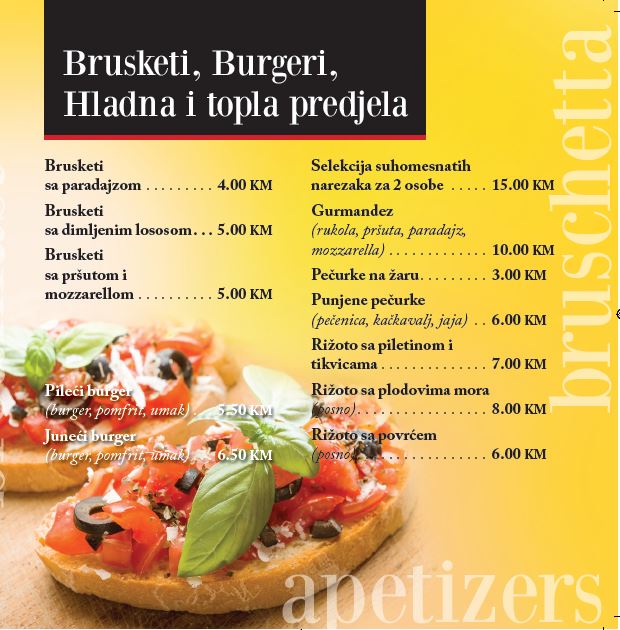 Brusketi, Burgeri,
Hladna i topla predjela
Brusketi
sa paradajzom . . . . . . . . . 4.00 KM
Brusketi
sa dimljenim lososom. . . 5.00 KM
Brusketi
sa pršutom i
mozzarellom . . . . . . . . . . 5.00 KM
Pileći burger
(burger, pomfrit, umak) . . . 5.50 KM
Juneći burger
(burger, pomfrit, umak) . . . 6.50 KM
Selekcija suhomesnatih
narezaka za 2 osobe . . . . . 15.00 KM
Gurmandez
(rukola, pršuta, paradajz,
mozzarella) . . . . . . . . . . . . . 10.00 KM
Pečurke na žaru. . . . . . . . . 3.00 KM
Punjene pečurke
(pečenica, kačkavalj, jaja) . . 6.00 KM
Rižoto sa piletinom i
tikvicama . . . . . . . . . . . . . . 7.00 KM
Rižoto sa plodovima mora
(posno). . . . . . . . . . . . . . . . . 8.00 KM
Rižoto sa povrćem
(posno) . . . . . . . . . . . . . . . . 6.00 KM
bruschetta
apetizers